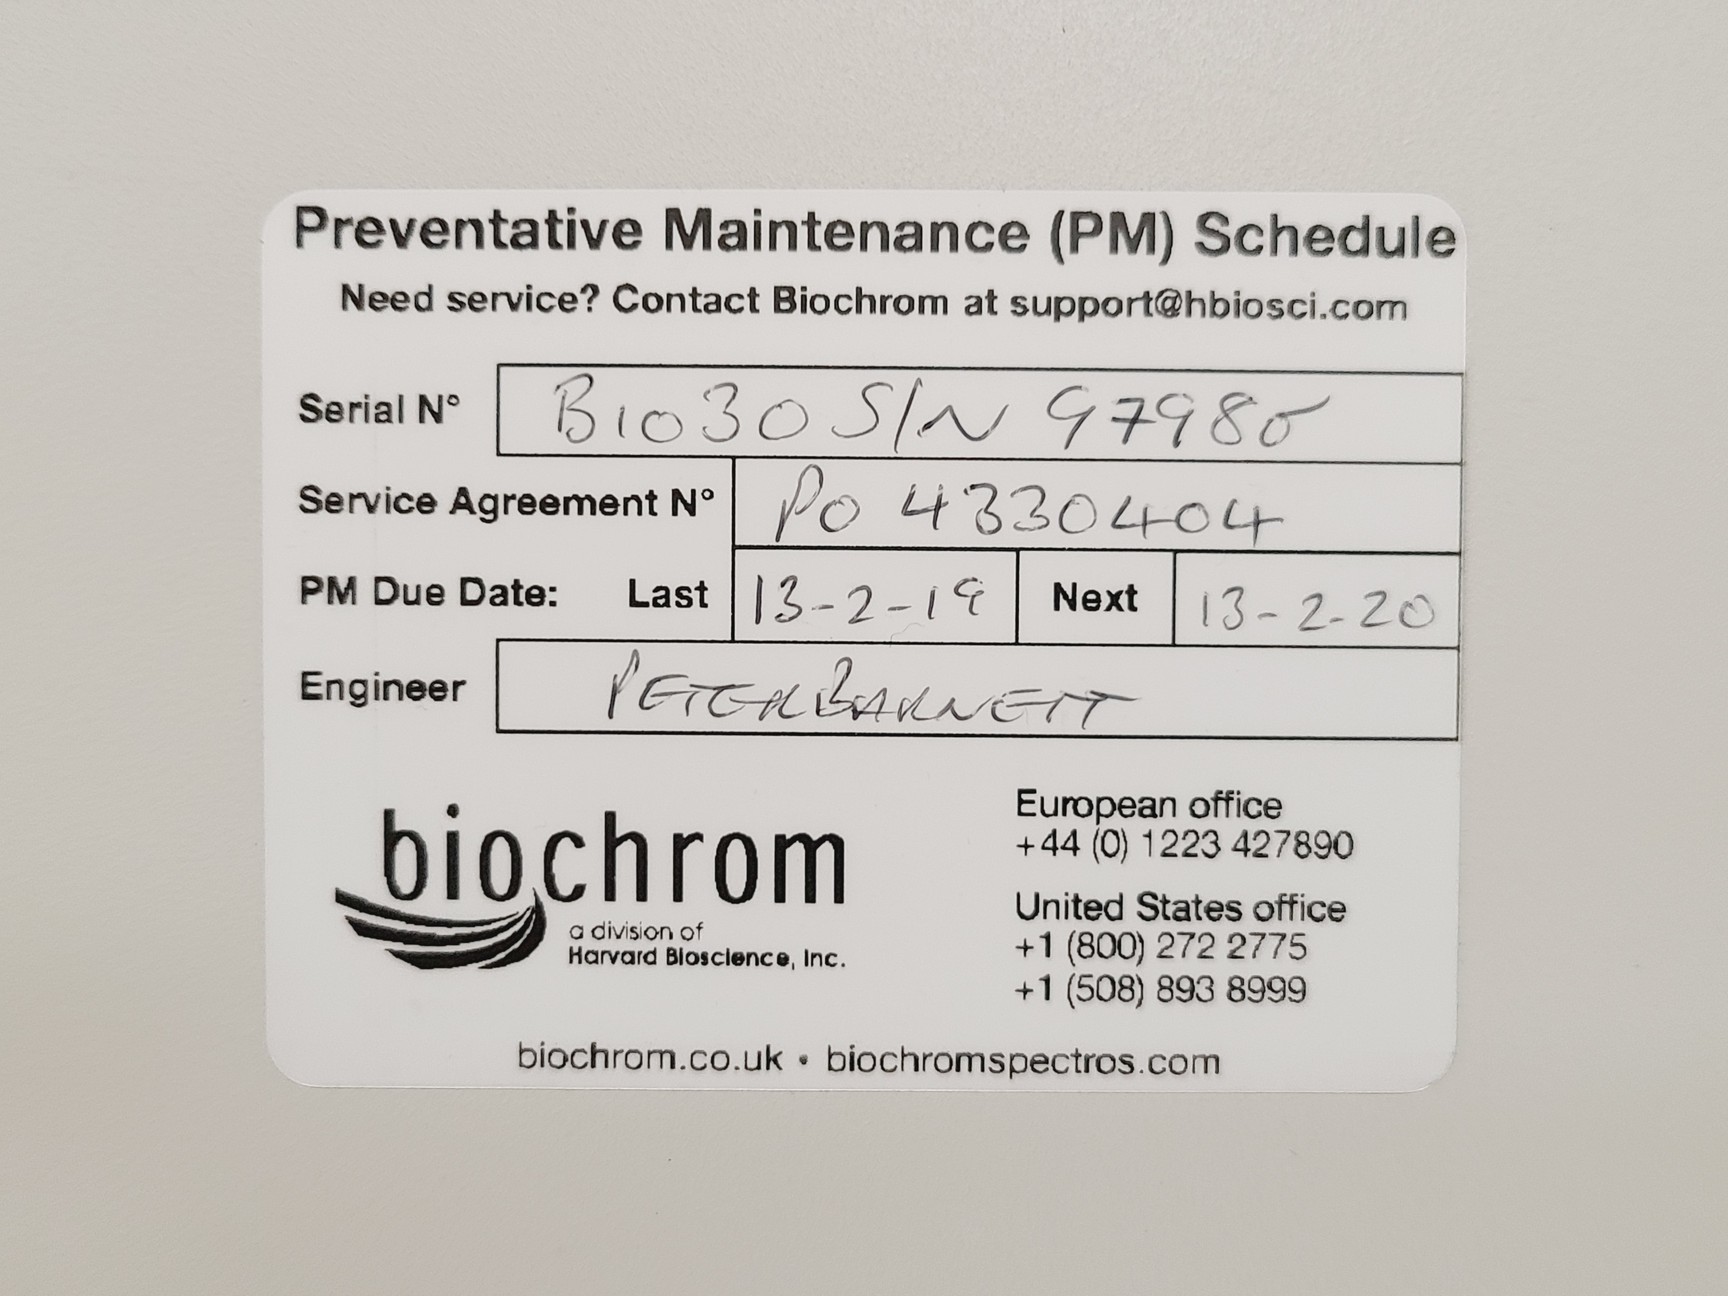 Preventative Maintenance (PM) Schedule
Need service? Contact Biochrom at support@hbiosci.com
Serial N° B1030 S/N 97980
Service Agreement N° PO 4330404
PM Due Date: Last 13-2-19 Next 13-2-20
Engineer PETER BARNETT
biochrom
a division of
Harvard Bioscience, Inc.
European office
+44 (0) 1223 427890
United States office
+1 (800) 272 2775
+1 (508) 893 8999
biochrom.co.uk • biochromspectros.com